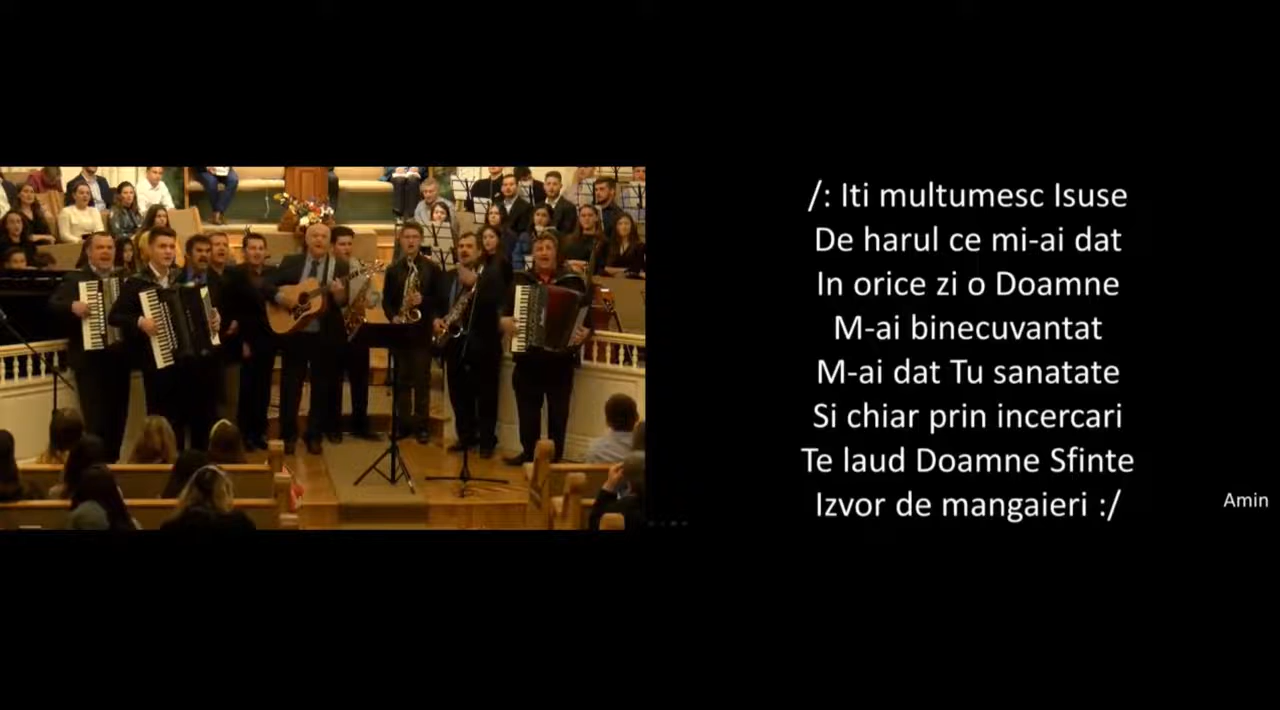 /: Iti multumesc Isuse
De harul ce mi-ai dat
In orice zi o Doamne
M-ai binecuvantat
M-ai dat Tu sanatate
Si chiar prin incercari
Te laud Doamne Sfinte
Izvor de mangaieri :/
Amin